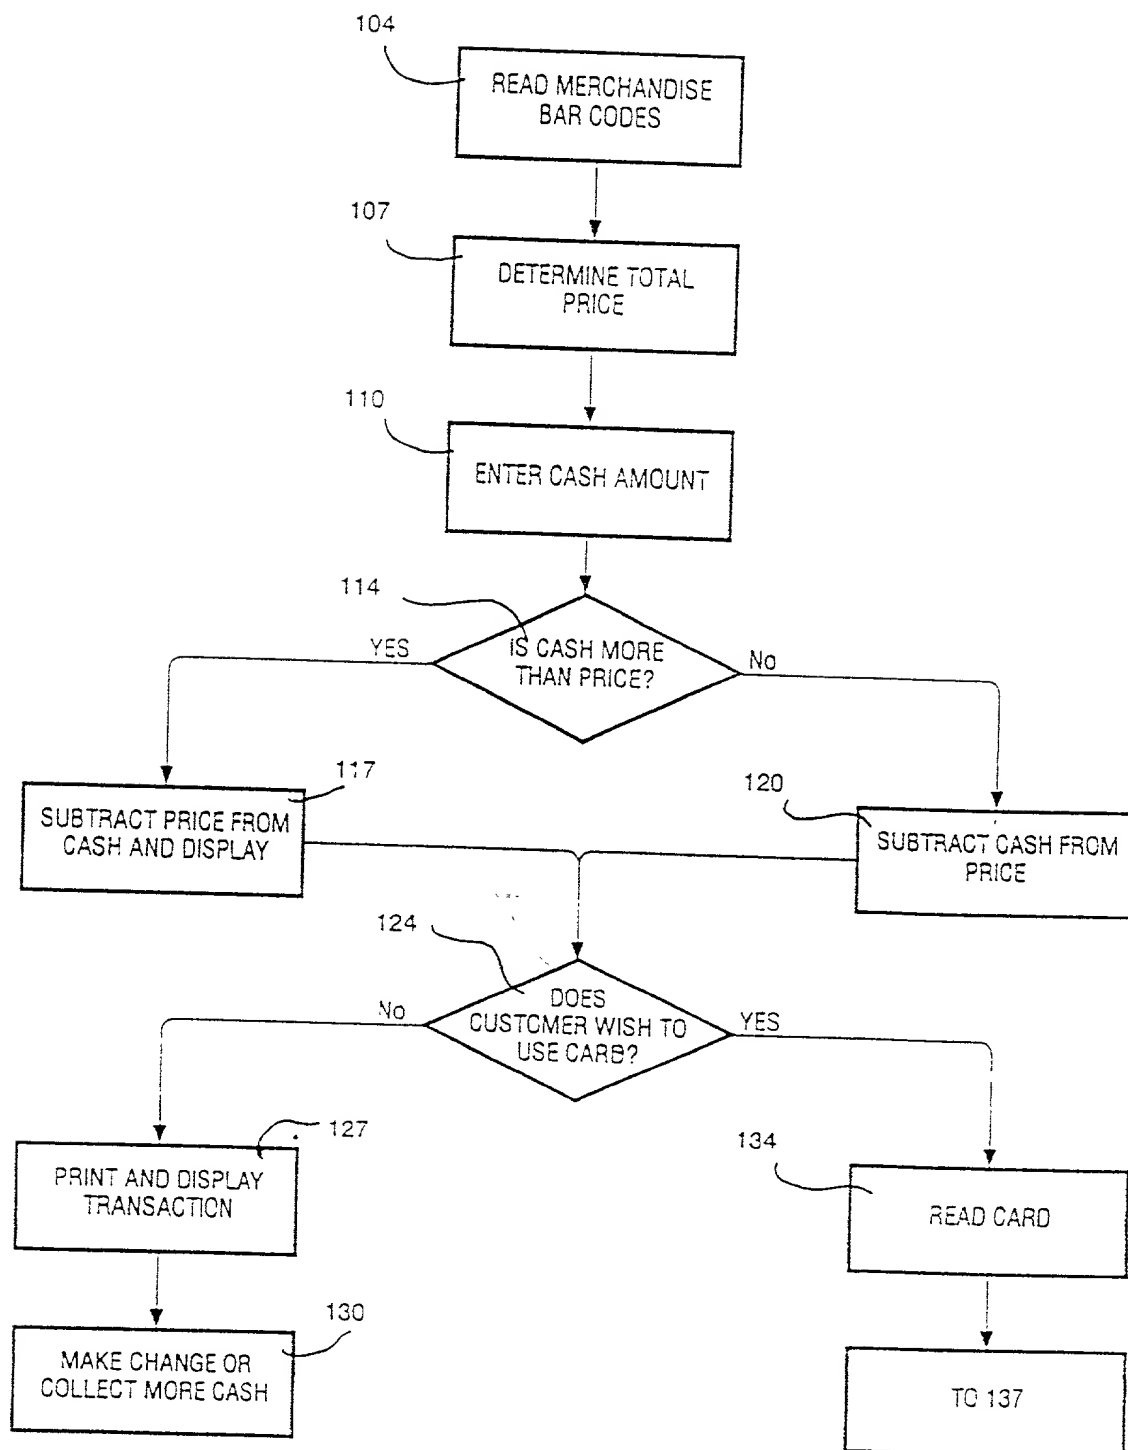 104
READ MERCHANDISE
BAR CODES
107
DETERMINE TOTAL
PRICE
110
ENTER CASH AMOUNT
114
IS CASH MORE
THAN PRICE?
YES
No
117
SUBTRACT PRICE FROM
CASH AND DISPLAY
120
SUBTRACT CASH FROM
PRICE
124
DOES
CUSTOMER WISH TO
USE CARB?
No
YES
127
PRINT AND DISPLAY
TRANSACTION
134
READ CARD
130
MAKE CHANGE OR
COLLECT MORE CASH
TO 137